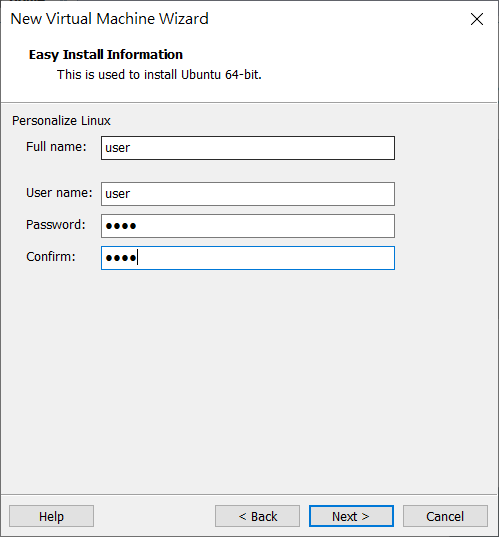 New Virtual Machine Wizard
Easy Install Information
This is used to install Ubuntu 64-bit.
Personalize Linux
Full name: user
User name: user
Password: ●●●●
Confirm: ●●●●
Help < Back Next > Cancel